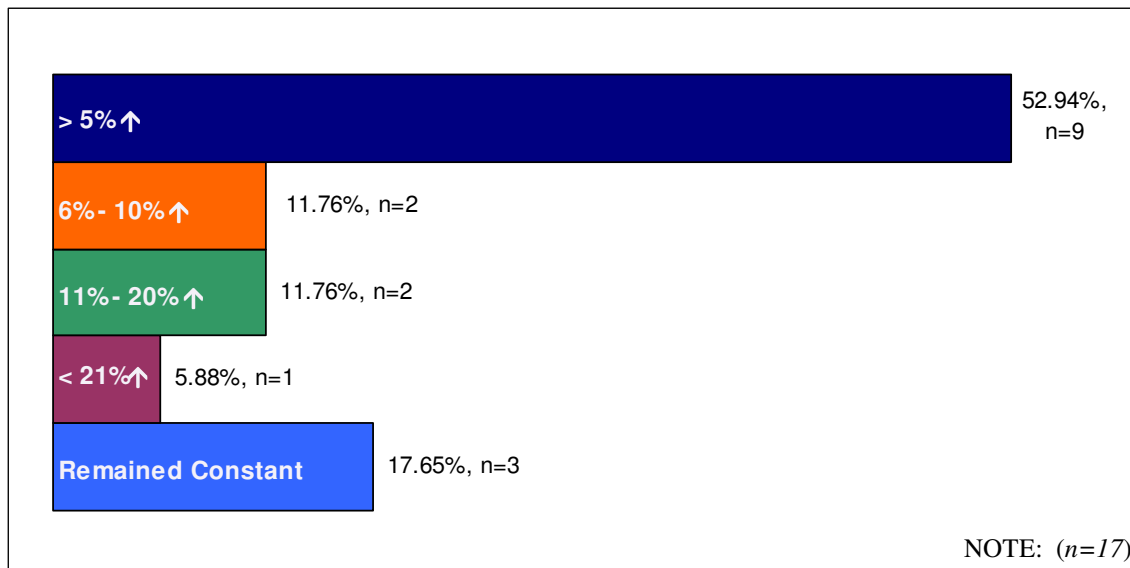 > 5%↑
52.94%,
n=9
6%- 10%↑
11.76%, n=2
11%- 20%↑
11.76%, n=2
< 21%↑
5.88%, n=1
Remained Constant
17.65%, n=3
NOTE: (n=17)